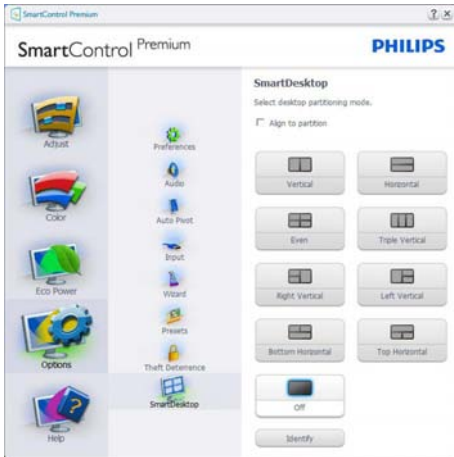 SmartControl Premium
SmartControl Premium
PHILIPS
Adjust
Color
Eco Power
Options
Help
Preferences
Audio
Auto Pivot
Input
Wizard
Presets
Theft Deterrence
SmartDesktop
SmartDesktop
Select desktop partitioning mode.
Align to partition
Vertical
Horizontal
Even
Triple Vertical
Right Vertical
Left Vertical
Bottom Horizontal
Top Horizontal
Off
Identify